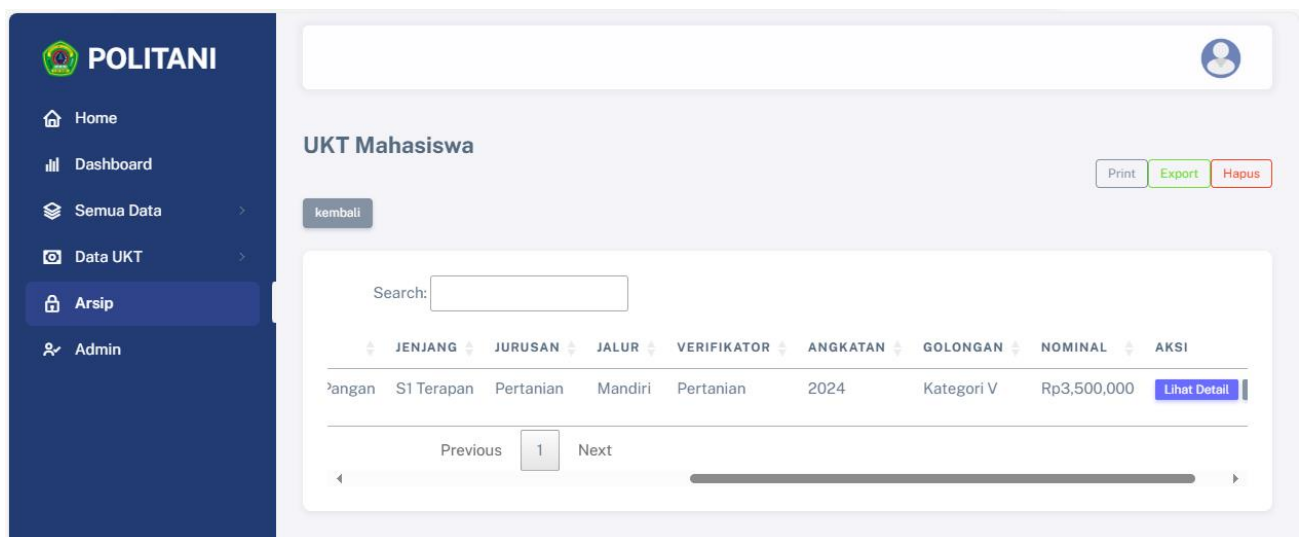 POLITANI
Home
Dashboard
Semua Data
Data UKT
Arsip
Admin
UKT Mahasiswa
Print Export Hapus
kembali
Search:
JENJANG JURUSAN JALUR VERIFIKATOR ANGKATAN GOLONGAN NOMINAL AKSI
Pangan S1 Terapan Pertanian Mandiri Pertanian 2024 Kategori V Rp3,500,000 Lihat Detail
Previous 1 Next